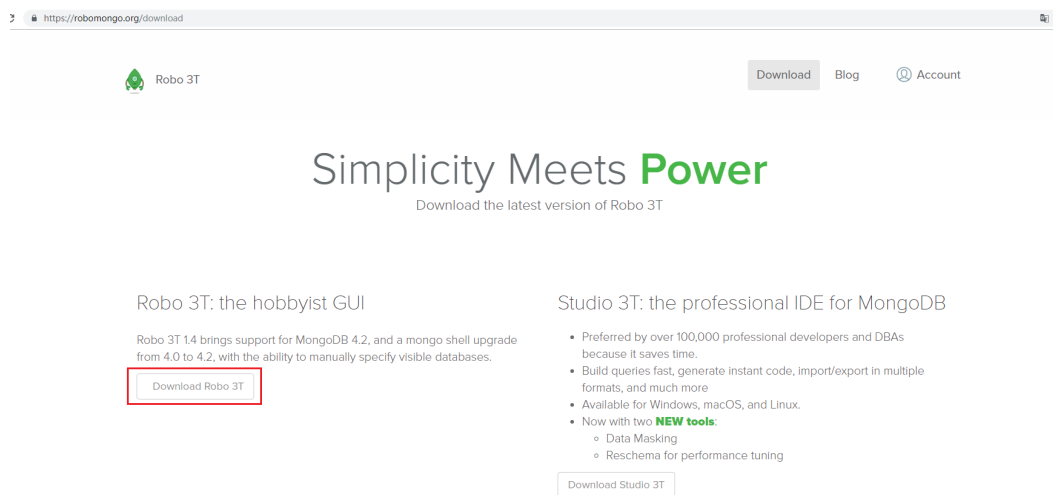 https://robomongo.org/download
Robo 3T
Download
Blog
Account
Simplicity Meets Power
Download the latest version of Robo 3T
Robo 3T: the hobbyist GUI
Robo 3T 1.4 brings support for MongoDB 4.2, and a mongo shell upgrade
from 4.0 to 4.2, with the ability to manually specify visible databases.
Download Robo 3T
Studio 3T: the professional IDE for MongoDB
Preferred by over 100,000 professional developers and DBAs
because it saves time.
Build queries fast, generate instant code, import/export in multiple
formats, and much more
Available for Windows, macOS, and Linux.
Now with two NEW tools:
Data Masking
Reschema for performance tuning
Download Studio 3T